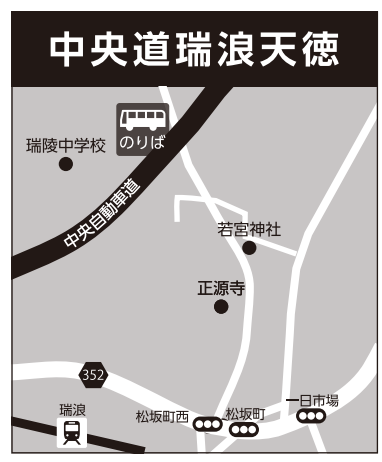 中央道瑞浪天徳
のりば
瑞陵中学校
中央自動車道
若宮神社
正源寺
352
瑞浪
松坂町西
松坂町
一日市場